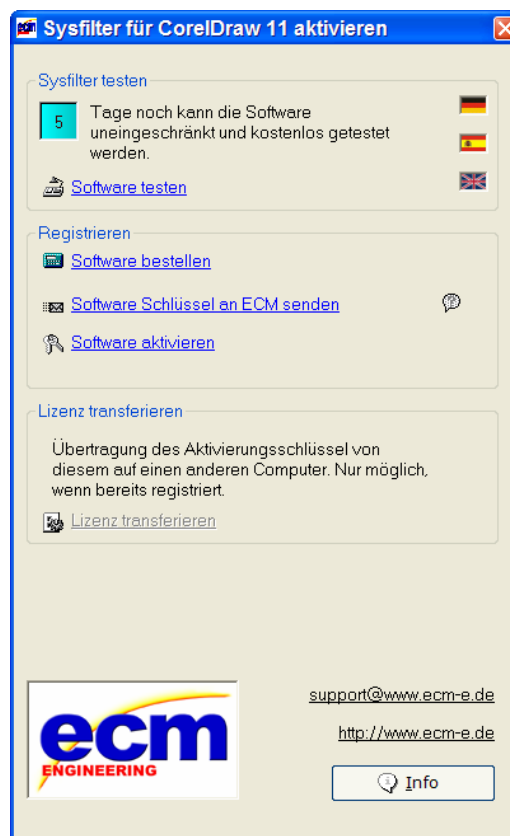 Sysfilter für CorelDraw 11 aktivieren
Sysfilter testen
5
Tage noch kann die Software
uneingeschränkt und kostenlos getestet
werden.
Software testen
Registrieren
Software bestellen
Software Schlüssel an ECM senden
Software aktivieren
Lizenz transferieren
Übertragung des Aktivierungsschlüssel von
diesem auf einen anderen Computer. Nur möglich,
wenn bereits registriert.
Lizenz transferieren
ecm
ENGINEERING
support@www.ecm-e.de
http://www.ecm-e.de
Info